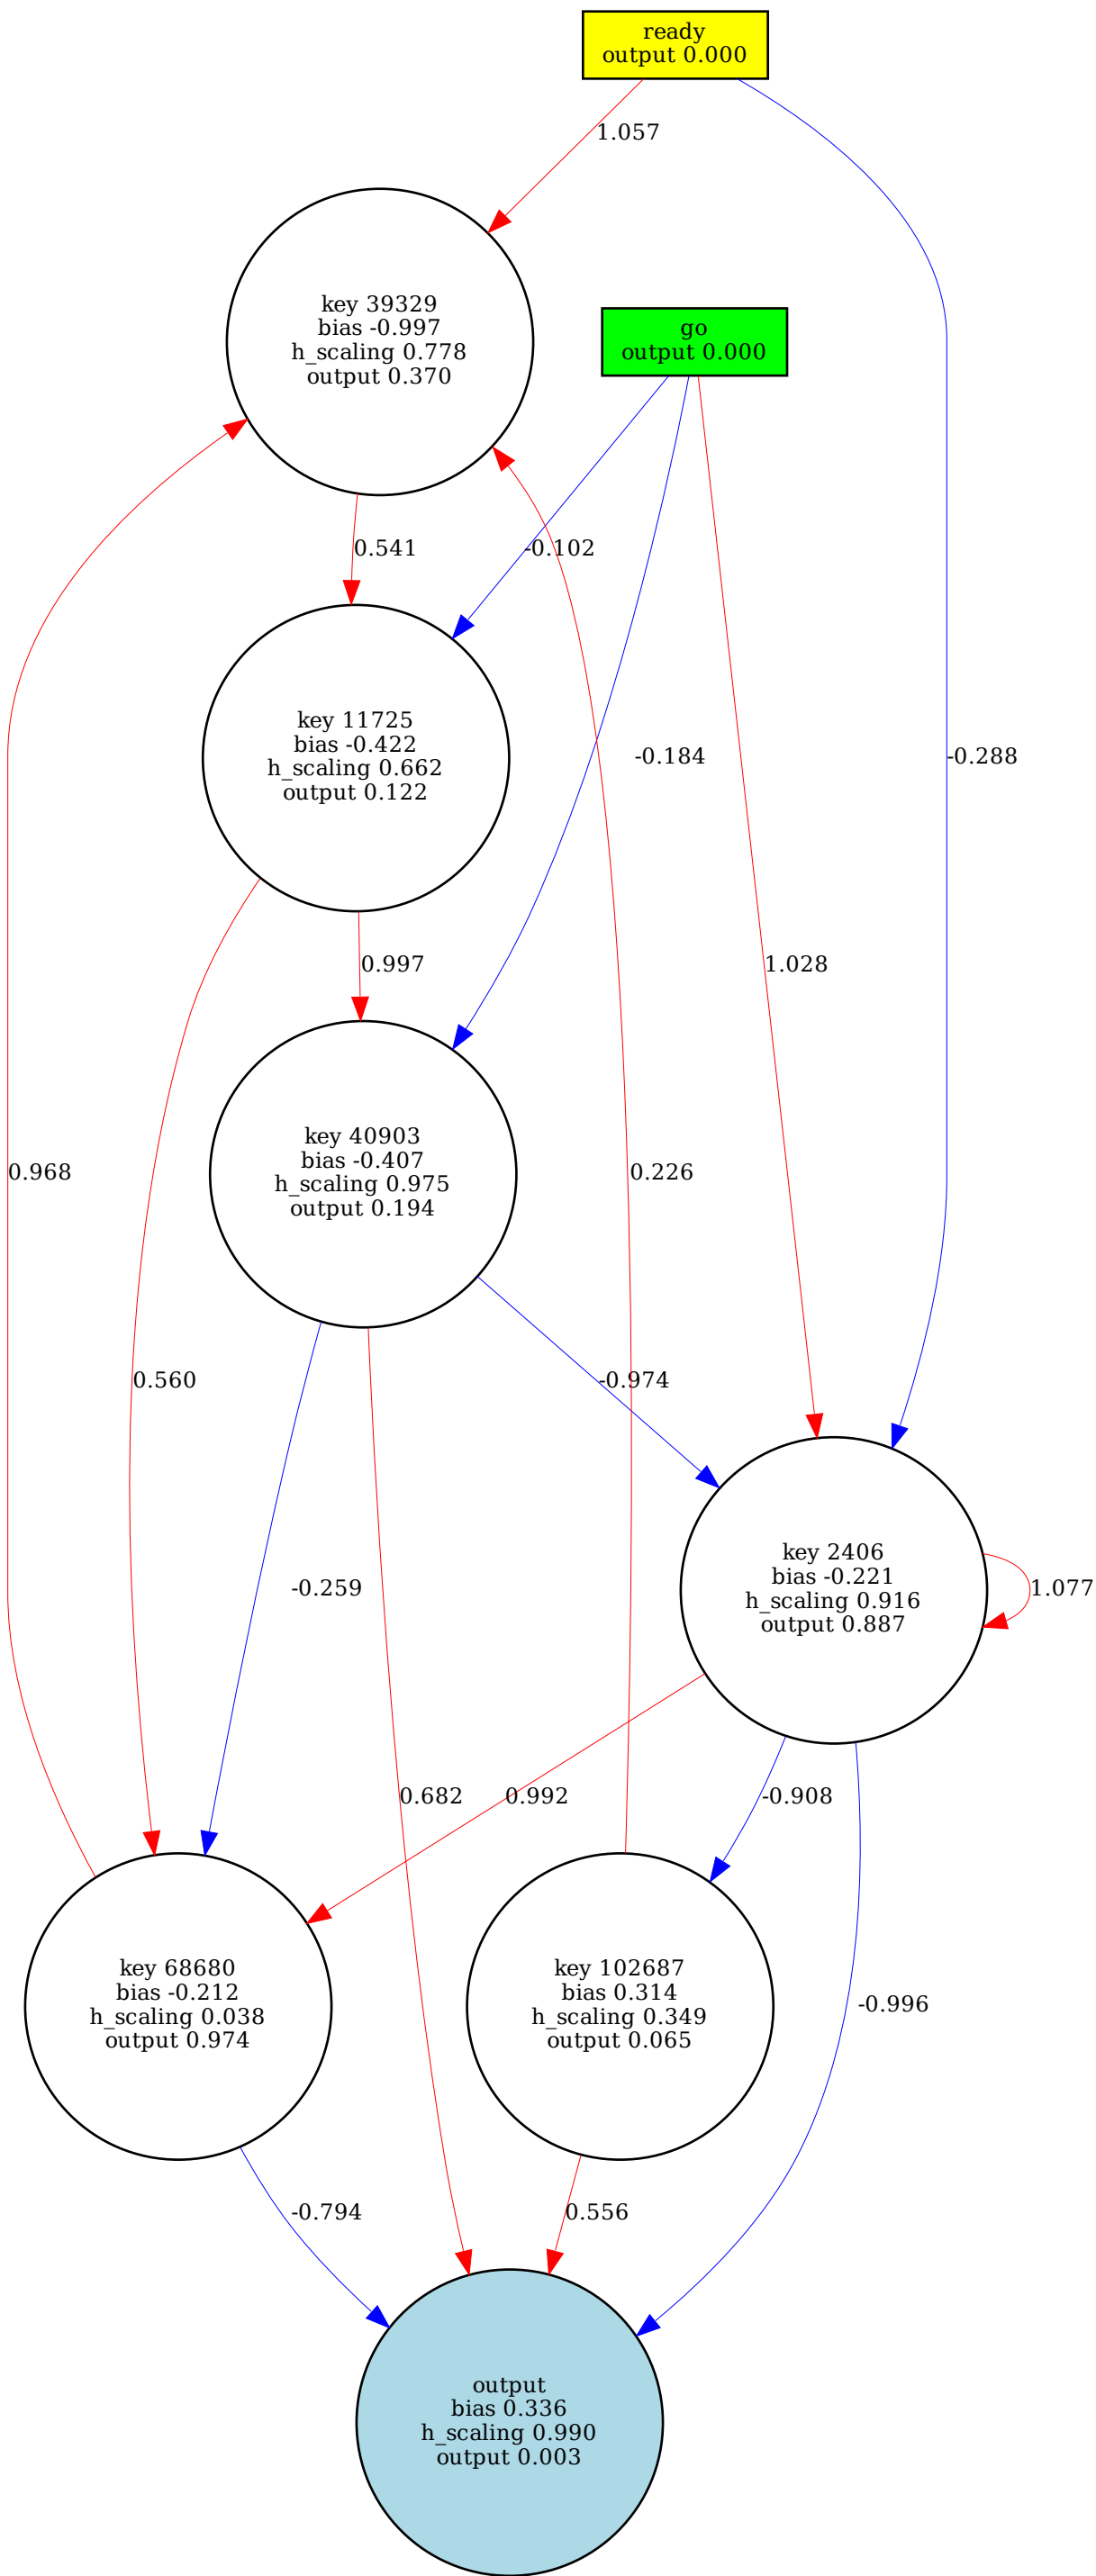 ready
output 0.000
1.057
key 39329
bias -0.997
h_scaling 0.778
output 0.370
go
output 0.000
0.541
-0.102
key 11725
bias -0.422
h_scaling 0.662
output 0.122
-0.184
-0.288
0.997
1.028
key 40903
bias -0.407
h_scaling 0.975
output 0.194
0.968
0.226
0.560
-0.974
key 2406
bias -0.221
h_scaling 0.916
output 0.887
-0.259
1.077
0.682
0.992
-0.908
key 68680
bias -0.212
h_scaling 0.038
output 0.974
key 102687
bias 0.314
h_scaling 0.349
output 0.065
-0.996
-0.794
0.556
output
bias 0.336
h_scaling 0.990
output 0.003